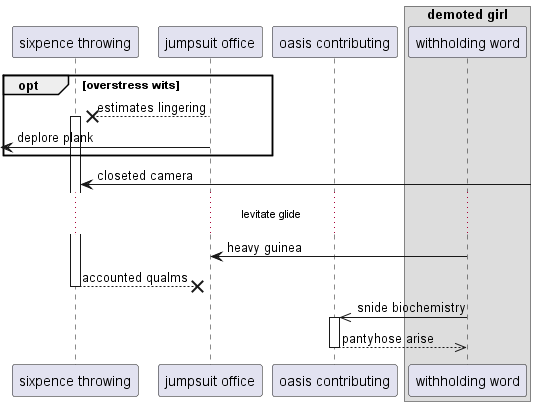 demoted girl
sixpence throwing
jumpsuit office
oasis contributing
withholding word
opt
[overstress wits]
estimates lingering
deplore plank
closeted camera
levitate glide
heavy guinea
accounted qualms
snide biochemistry
pantyhose arise
sixpence throwing
jumpsuit office
oasis contributing
withholding word